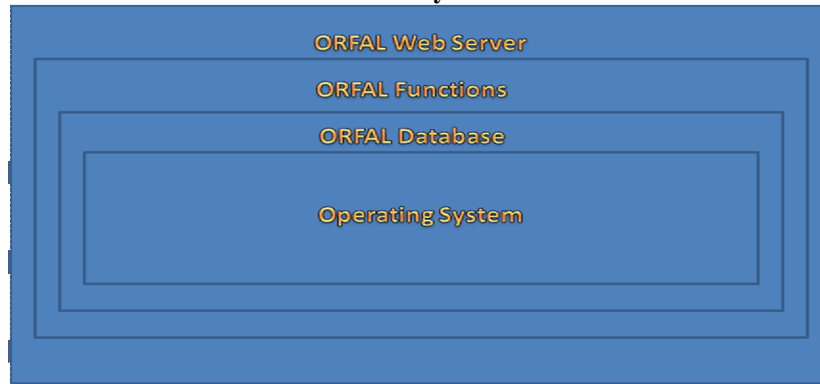 ORFAL Web Server
ORFAL Functions
ORFAL Database
Operating System